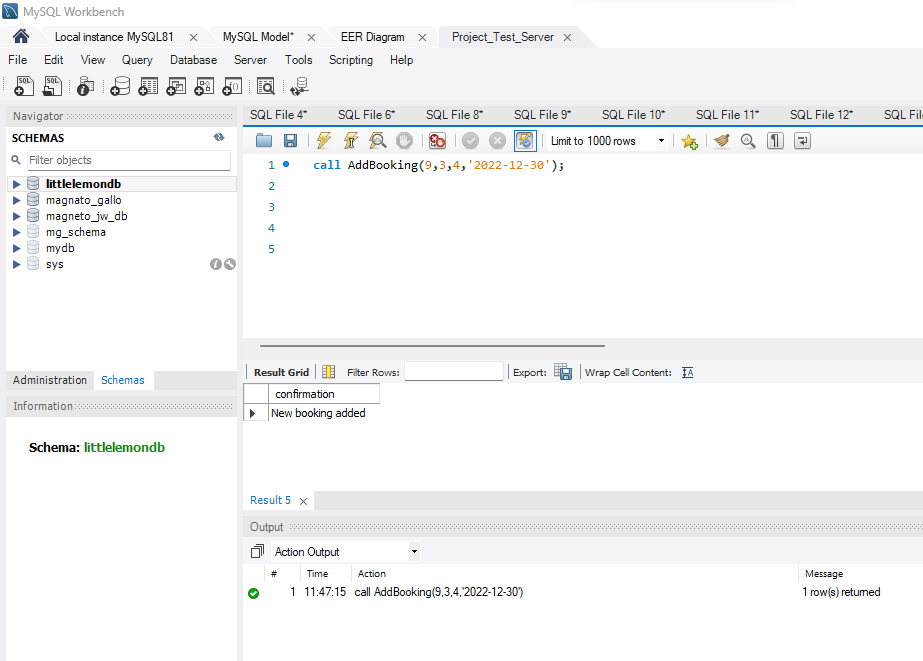 MySQL Workbench
Local instance MySQL81 MySQL Model* EER Diagram Project_Test_Server
File Edit View Query Database Server Tools Scripting Help
Navigator
SCHEMAS
Filter objects
littlelemondb
magnato_gallo
magneto_jw_db
mg_schema
mydb
sys
Administration Schemas
Information
Schema: littlelemondb
SQL File 4* SQL File 6* SQL File 8* SQL File 9* SQL File 10* SQL File 11* SQL File 12* SQL Fil
Limit to 1000 rows
1 call AddBooking(9,3,4,'2022-12-30');
2
3
4
5
Result Grid Filter Rows: Export: Wrap Cell Content:
confirmation
New booking added
Result 5
Output
Action Output
# Time Action Message
1 11:47:15 call AddBooking(9,3,4,'2022-12-30') 1 row(s) returned